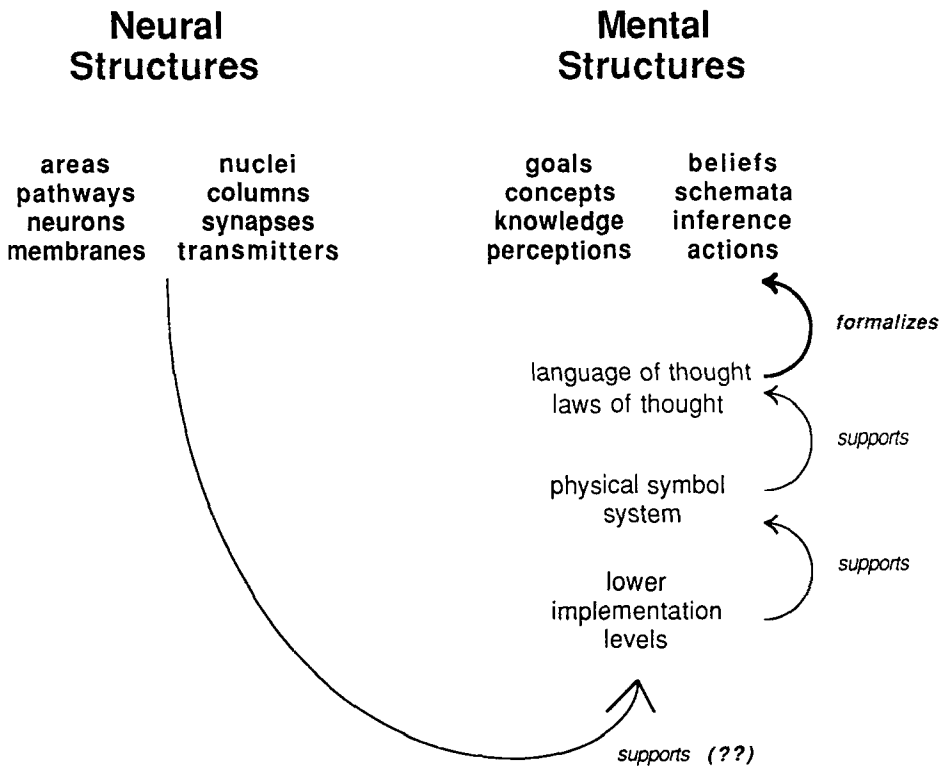 Neural
Structures
Mental
Structures
areas nuclei
pathways columns
neurons synapses
membranes transmitters
goals beliefs
concepts schemata
knowledge inference
perceptions actions
formalizes
language of thought
laws of thought
supports
physical symbol
system
supports
lower
implementation
levels
supports (??)